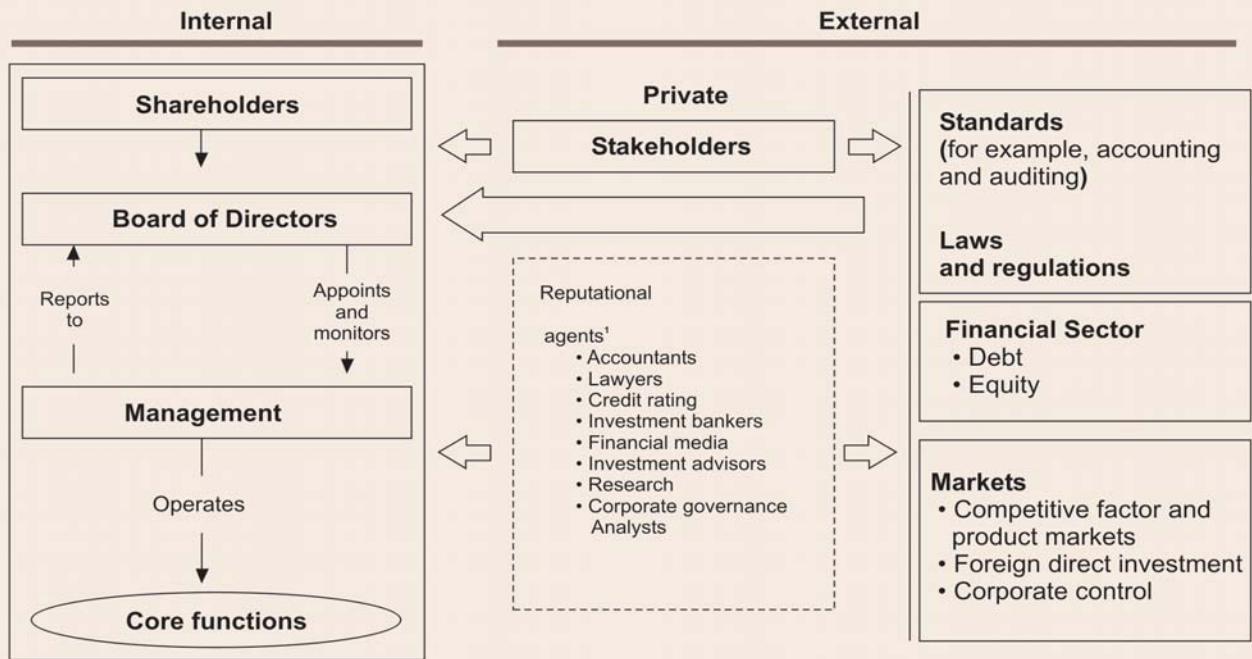 Internal
External
Shareholders
Board of Directors
Reports
to
Appoints
and
monitors
Management
Operates
Core functions
Private
Stakeholders
Reputational
agents¹
• Accountants
• Lawyers
• Credit rating
• Investment bankers
• Financial media
• Investment advisors
• Research
• Corporate governance
Analysts
Standards
(for example, accounting
and auditing)
Laws
and regulations
Financial Sector
• Debt
• Equity
Markets
• Competitive factor and
product markets
• Foreign direct investment
• Corporate control